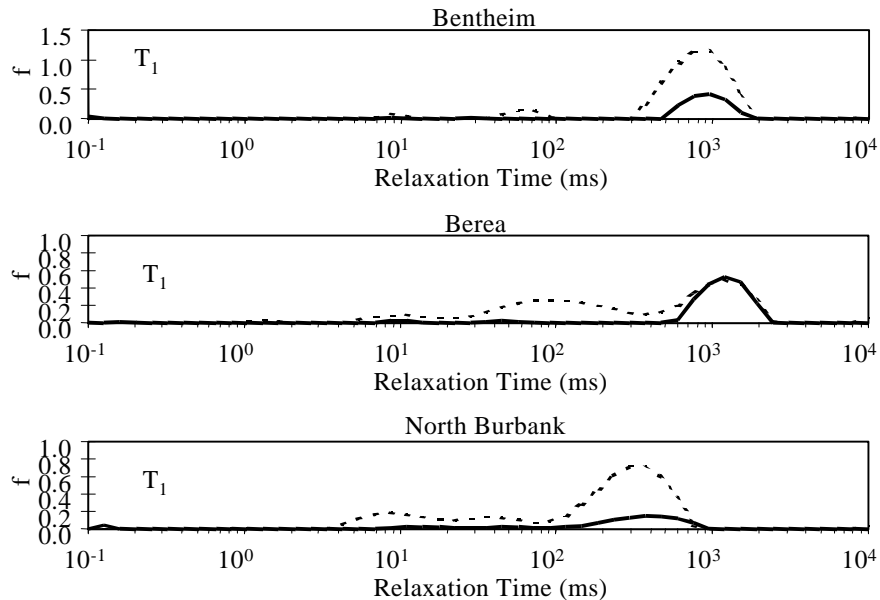 Bentheim
1.5
1.0
0.5
0.0
f
T₁
10⁻¹ 10⁰ 10¹ 10² 10³ 10⁴
Relaxation Time (ms)
Berea
1.0
0.8
0.6
0.4
0.2
0.0
f
T₁
10⁻¹ 10⁰ 10¹ 10² 10³ 10⁴
Relaxation Time (ms)
North Burbank
1.0
0.8
0.6
0.4
0.2
0.0
f
T₁
10⁻¹ 10⁰ 10¹ 10² 10³ 10⁴
Relaxation Time (ms)